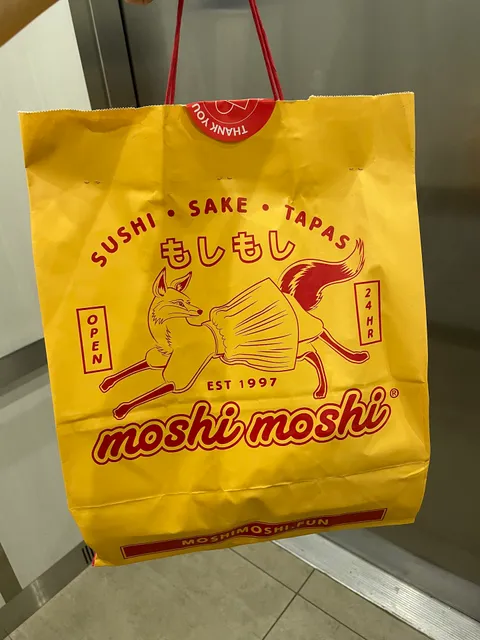 THANK YOU
SUSHI • SAKE • TAPAS
もしもし
OPEN
24 HR
EST 1997
moshi moshi®
MOSHIMOSHI.FUN